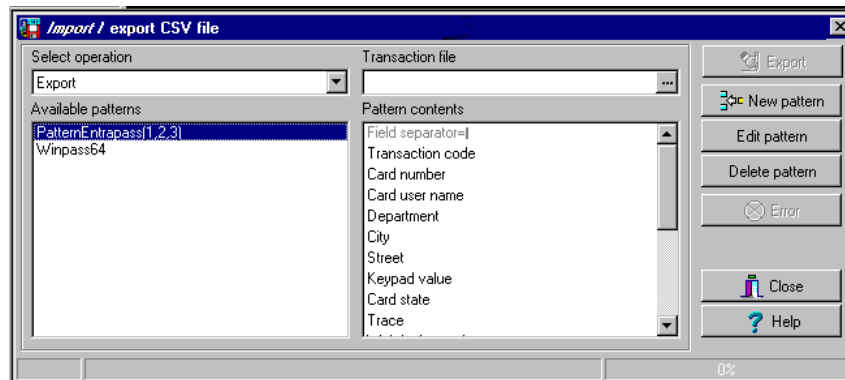 Import / export CSV file
Select operation
Export
Available patterns
PatternEntrapass(1,2,3)
Winpass64
Transaction file
...
Pattern contents
Field separator=|
Transaction code
Card number
Card user name
Department
City
Street
Keypad value
Card state
Trace
Export
New pattern
Edit pattern
Delete pattern
Error
Close
? Help
0%